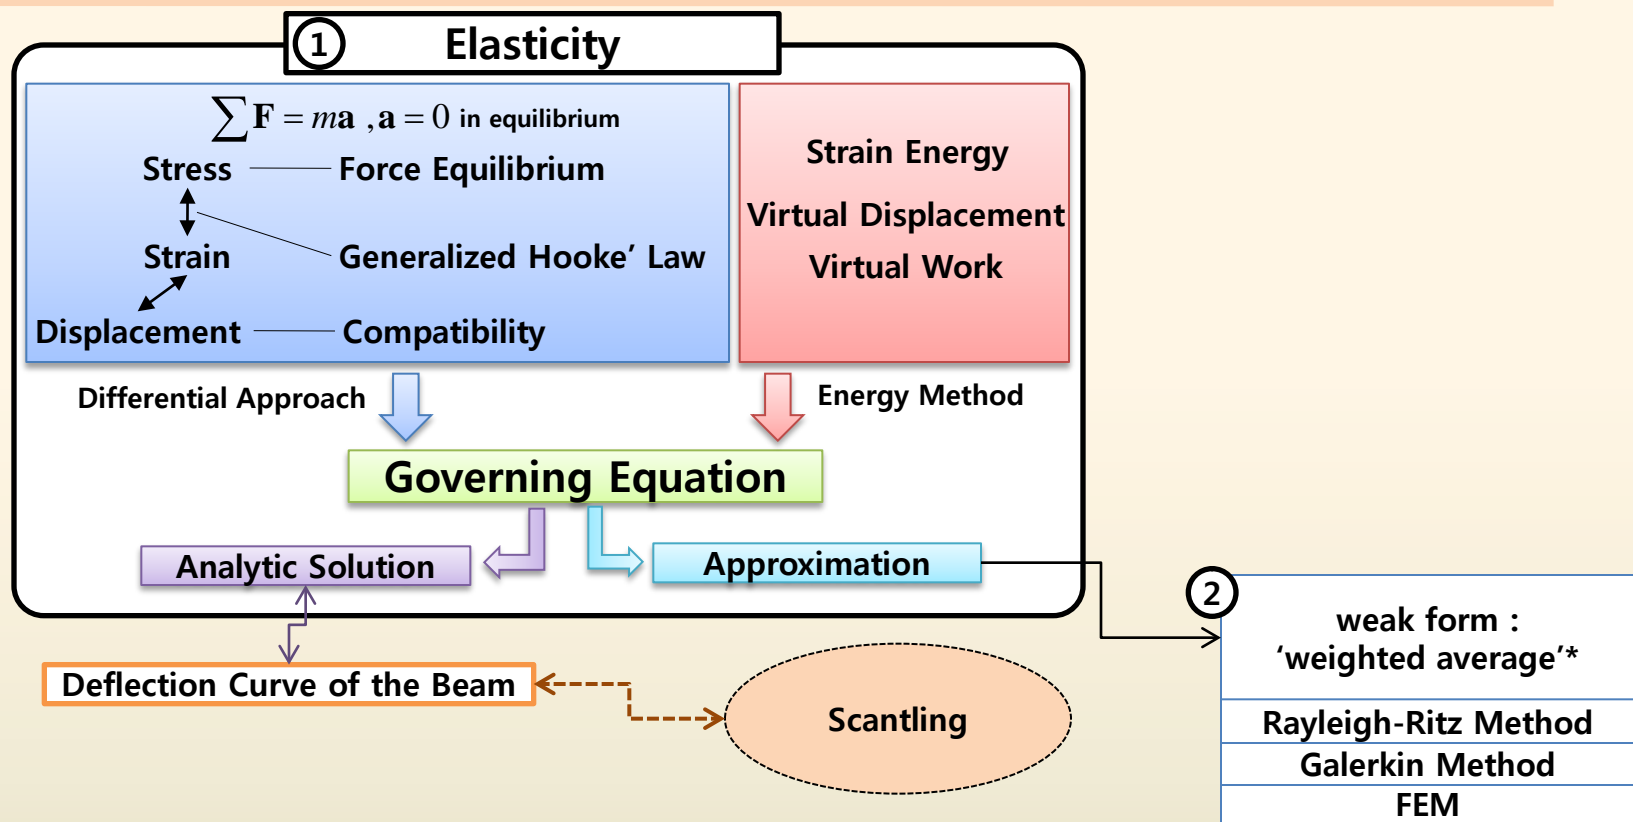 ① Elasticity
∑F = ma , a = 0 in equilibrium
Stress
Force Equilibrium
Strain
Generalized Hooke’ Law
Displacement
Compatibility
Strain Energy
Virtual Displacement
Virtual Work
Differential Approach
Energy Method
Governing Equation
Analytic Solution
Approximation
②
weak form :
‘weighted average’*
Rayleigh-Ritz Method
Galerkin Method
FEM
Deflection Curve of the Beam
Scantling